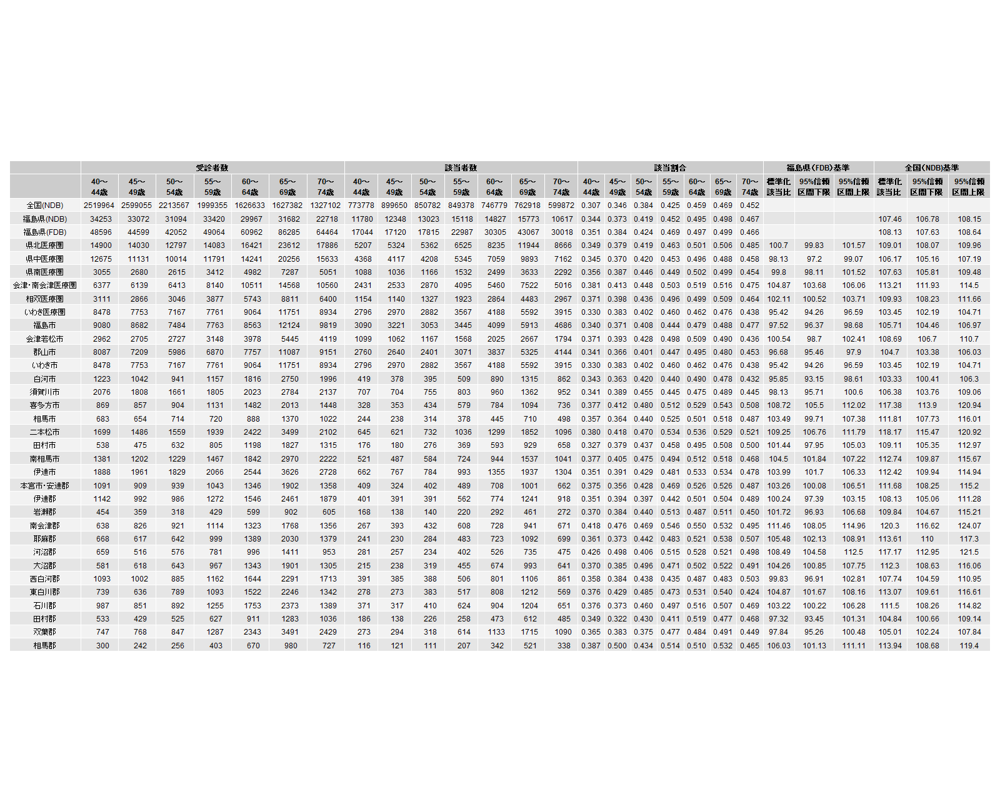 受診者数 該当者数 該当割合 福島県(FDB)基準 全国(NDB)基準
40～44歳 45～49歳 50～54歳 55～59歳 60～64歳 65～69歳 70～74歳 40～44歳 45～49歳 50～54歳 55～59歳 60～64歳 65～69歳 70～74歳 40～44歳 45～49歳 50～54歳 55～59歳 60～64歳 65～69歳 70～74歳 標準化該当比 95%信頼区間下限 95%信頼区間上限 標準化該当比 95%信頼区間下限 95%信頼区間上限
全国(NDB) 2519964 2599055 2213567 1999355 1626633 1627382 1327102 773778 899650 850782 849378 746779 762918 599872 0.307 0.346 0.384 0.425 0.459 0.469 0.452
福島県(NDB) 34253 33072 31094 33420 29967 31682 22718 11780 12348 13023 15118 14827 15773 10617 0.344 0.373 0.419 0.452 0.495 0.498 0.467 107.46 106.78 108.15
福島県(FDB) 48596 44599 42052 49064 60962 86285 64464 17044 17120 17815 22987 30305 43067 30018 0.351 0.384 0.424 0.469 0.497 0.499 0.466 108.13 107.63 108.64
県北医療圏 14900 14030 12797 14083 16421 23612 17886 5207 5324 5362 6525 8235 11944 8666 0.349 0.379 0.419 0.463 0.501 0.506 0.485 100.7 99.83 101.57 109.01 108.07 109.96
県中医療圏 12675 11131 10014 11791 14241 20256 15633 4368 4117 4208 5345 7059 9893 7162 0.345 0.370 0.420 0.453 0.496 0.488 0.458 98.13 97.2 99.07 106.17 105.16 107.19
県南医療圏 3055 2680 2615 3412 4982 7287 5051 1088 1036 1166 1532 2499 3633 2292 0.356 0.387 0.446 0.449 0.502 0.499 0.454 99.8 98.11 101.52 107.63 105.81 109.48
会津・南会津医療圏 6377 6139 6413 8140 10511 14568 10560 2431 2533 2870 4095 5460 7522 5016 0.381 0.413 0.448 0.503 0.519 0.516 0.475 104.87 103.68 106.06 113.21 111.93 114.5
相双医療圏 3111 2866 3046 3877 5743 8811 6400 1154 1140 1327 1923 2864 4483 2967 0.371 0.398 0.436 0.496 0.499 0.509 0.464 102.11 100.52 103.71 109.93 108.23 111.66
いわき医療圏 8478 7753 7167 7761 9064 11751 8934 2796 2970 2882 3567 4188 5592 3915 0.330 0.383 0.402 0.460 0.462 0.476 0.438 95.42 94.26 96.59 103.45 102.19 104.71
福島市 9080 8682 7484 7763 8563 12124 9819 3090 3221 3053 3445 4099 5913 4686 0.340 0.371 0.408 0.444 0.479 0.488 0.477 97.52 96.37 98.68 105.71 104.46 106.97
会津若松市 2962 2705 2727 3148 3978 5445 4119 1099 1062 1167 1568 2025 2667 1794 0.371 0.393 0.428 0.498 0.509 0.490 0.436 100.54 98.7 102.41 108.69 106.7 110.7
郡山市 8087 7209 5986 6870 7757 11087 9151 2760 2640 2401 3071 3837 5325 4144 0.341 0.366 0.401 0.447 0.495 0.480 0.453 96.68 95.46 97.9 104.7 103.38 106.03
いわき市 8478 7753 7167 7761 9064 11751 8934 2796 2970 2882 3567 4188 5592 3915 0.330 0.383 0.402 0.460 0.462 0.476 0.438 95.42 94.26 96.59 103.45 102.19 104.71
白河市 1223 1042 941 1157 1816 2750 1996 419 378 395 509 890 1315 862 0.343 0.363 0.420 0.440 0.490 0.478 0.432 95.85 93.15 98.61 103.33 100.41 106.3
須賀川市 2076 1808 1661 1805 2023 2784 2137 707 704 755 803 960 1362 952 0.341 0.389 0.455 0.445 0.475 0.489 0.445 98.13 95.71 100.6 106.38 103.76 109.06
喜多方市 869 857 904 1131 1482 2013 1448 328 353 434 579 784 1094 736 0.377 0.412 0.480 0.512 0.529 0.543 0.508 108.72 105.5 112.02 117.38 113.9 120.94
相馬市 683 654 714 720 888 1370 1022 244 238 314 378 445 710 498 0.357 0.364 0.440 0.525 0.501 0.518 0.487 103.49 99.71 107.38 111.81 107.73 116.01
二本松市 1699 1486 1559 1939 2422 3499 2102 645 621 732 1036 1299 1852 1096 0.380 0.418 0.470 0.534 0.536 0.529 0.521 109.25 106.76 111.79 118.17 115.47 120.92
田村市 538 475 632 805 1198 1827 1315 176 180 276 369 593 929 658 0.327 0.379 0.437 0.458 0.495 0.508 0.500 101.44 97.95 105.03 109.11 105.35 112.97
南相馬市 1381 1202 1229 1467 1842 2970 2222 521 487 584 724 944 1537 1041 0.377 0.405 0.475 0.494 0.512 0.518 0.468 104.5 101.84 107.22 112.74 109.87 115.67
伊達市 1888 1961 1829 2066 2544 3626 2728 662 767 784 993 1355 1937 1304 0.351 0.391 0.429 0.481 0.533 0.534 0.478 103.99 101.7 106.33 112.42 109.94 114.94
本宮市・安達郡 1091 909 939 1043 1346 1902 1358 409 324 402 489 708 1001 662 0.375 0.356 0.428 0.469 0.526 0.526 0.487 103.26 100.08 106.51 111.68 108.25 115.2
伊達郡 1142 992 986 1272 1546 2461 1879 401 391 391 562 774 1241 918 0.351 0.394 0.397 0.442 0.501 0.504 0.489 100.24 97.39 103.15 108.13 105.06 111.28
岩瀬郡 454 359 318 429 599 902 605 168 138 140 220 292 461 272 0.370 0.384 0.440 0.513 0.487 0.511 0.450 101.72 96.93 106.68 109.84 104.67 115.21
南会津郡 638 826 921 1114 1323 1768 1356 267 393 432 608 728 941 671 0.418 0.476 0.469 0.546 0.550 0.532 0.495 111.46 108.05 114.96 120.3 116.62 124.07
耶麻郡 668 617 642 999 1389 2030 1379 241 230 284 483 723 1092 699 0.361 0.373 0.442 0.483 0.521 0.538 0.507 105.48 102.13 108.91 113.61 110 117.3
河沼郡 659 516 576 781 996 1411 953 281 257 234 402 526 735 475 0.426 0.498 0.406 0.515 0.528 0.521 0.498 108.49 104.58 112.5 117.17 112.95 121.5
大沼郡 581 618 643 967 1343 1901 1305 215 238 319 455 674 993 641 0.370 0.385 0.496 0.471 0.502 0.522 0.491 104.26 100.85 107.75 112.3 108.63 116.06
西白河郡 1093 1002 885 1162 1644 2291 1713 391 385 388 506 801 1106 861 0.358 0.384 0.438 0.435 0.487 0.483 0.503 99.83 96.91 102.81 107.74 104.59 110.95
東白川郡 739 636 789 1093 1522 2246 1342 278 273 383 517 808 1212 569 0.376 0.429 0.485 0.473 0.531 0.540 0.424 104.87 101.67 108.16 113.07 109.61 116.61
石川郡 987 851 892 1255 1753 2373 1389 371 317 410 624 904 1204 651 0.376 0.373 0.460 0.497 0.516 0.507 0.469 103.22 100.22 106.28 111.5 108.26 114.82
田村郡 533 429 525 627 911 1283 1036 186 138 226 258 473 612 485 0.349 0.322 0.430 0.411 0.519 0.477 0.468 97.32 93.45 101.31 104.84 100.66 109.14
双葉郡 747 768 847 1287 2343 3491 2429 273 294 318 614 1133 1715 1090 0.365 0.383 0.375 0.477 0.484 0.491 0.449 97.84 95.26 100.48 105.01 102.24 107.84
相馬郡 300 242 256 403 670 980 727 116 121 111 207 342 521 338 0.387 0.500 0.434 0.514 0.510 0.532 0.465 106.03 101.13 111.11 113.94 108.68 119.4